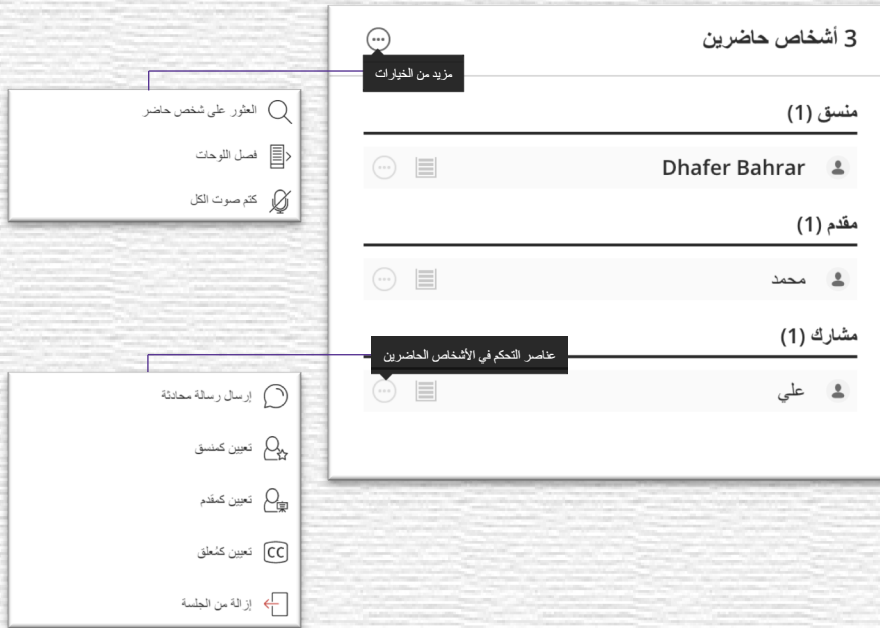 3 أشخاص حاضرين
مزيد من الخيارات
العثور على شخص حاضر
فصل اللوحات
كتم صوت الكل
منسق (1)
Dhafer Bahrar
مقدم (1)
محمد
مشارك (1)
عناصر التحكم في الأشخاص الحاضرين
علي
إرسال رسالة محادثة
تعيين كمنسق
تعيين كمقدم
CC تعيين كمُعلق
إزالة من الجلسة